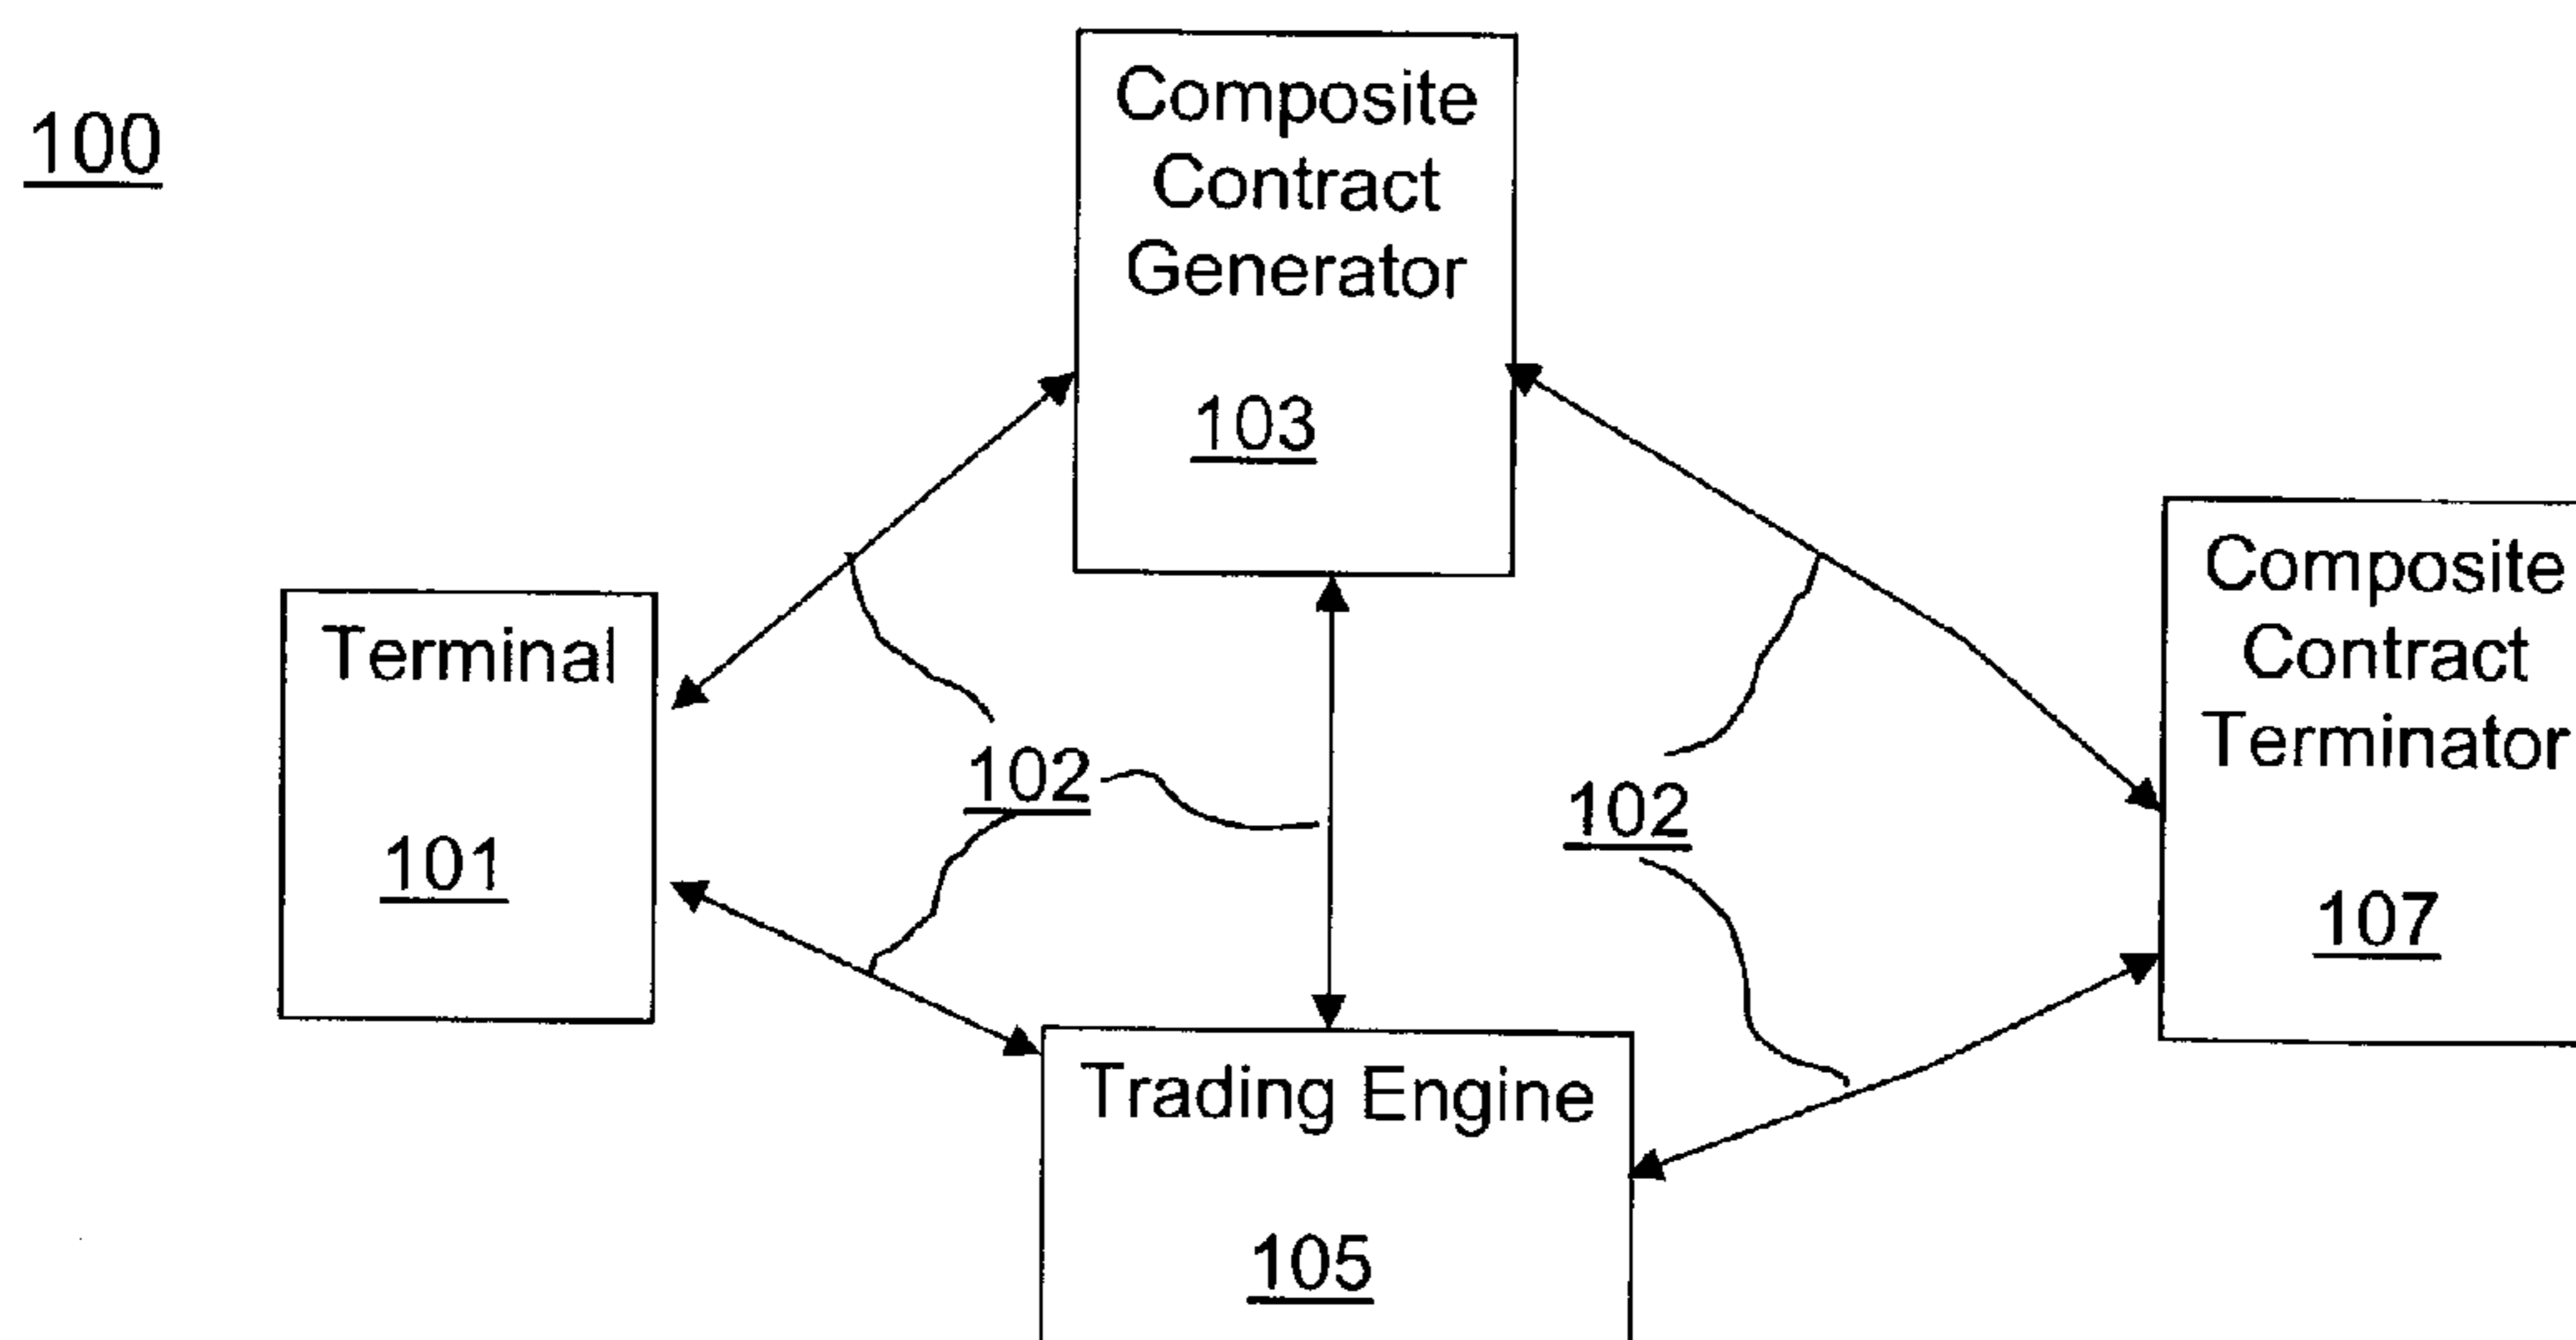 100
Composite
Contract
Generator
103
Terminal
101
102
102
Composite
Contract
Terminator
107
Trading Engine
105